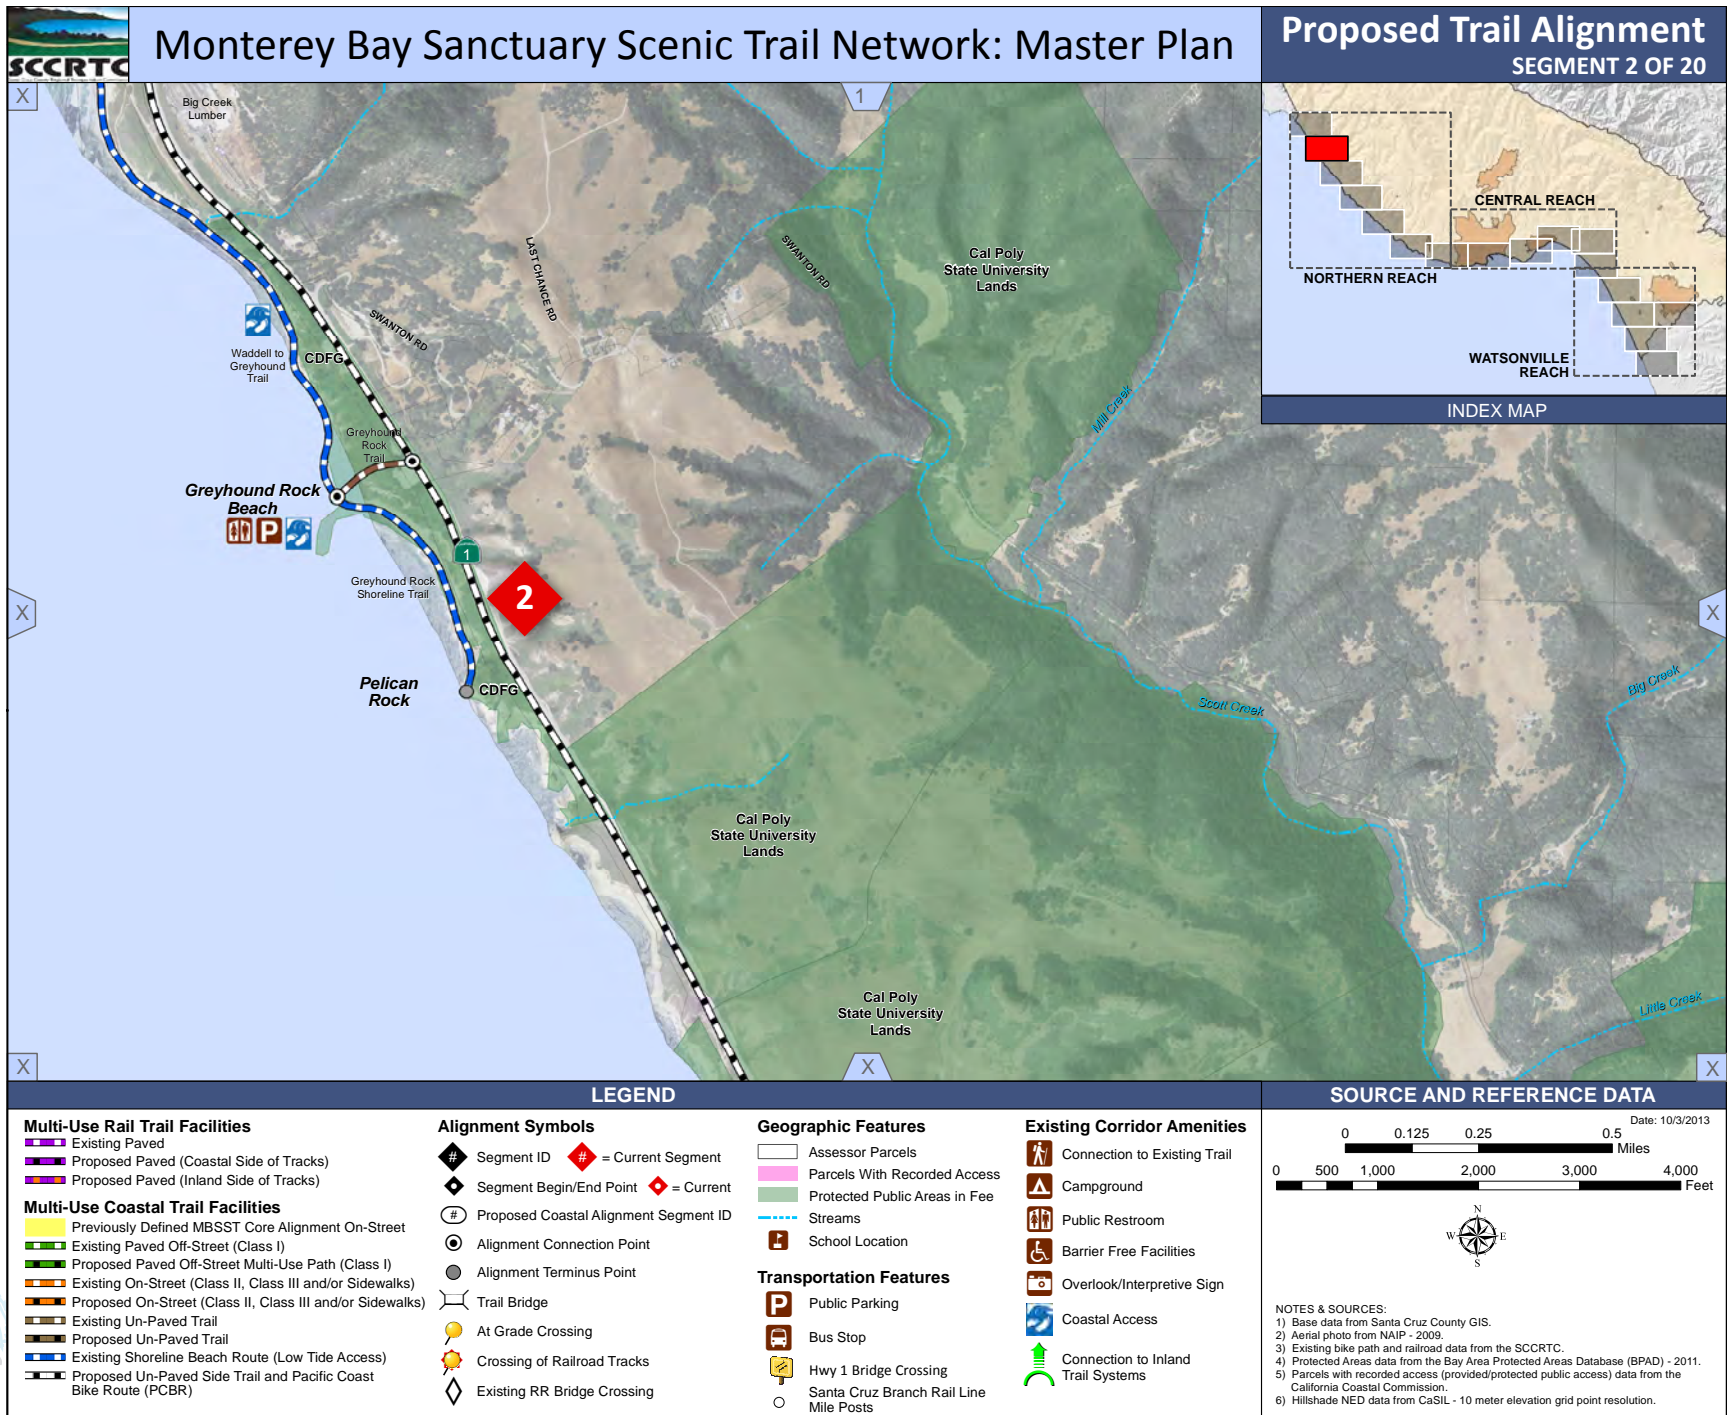 SCCRTC
Monterey Bay Sanctuary Scenic Trail Network: Master Plan
Proposed Trail Alignment
SEGMENT 2 OF 20
X
1
Big Creek
Lumber
LAST CHANCE RD
SWANTON RD
SWANTON RD
Cal Poly
State University
Lands
Waddell to
Greyhound
Trail
CDFG
Mill Creek
Greyhound
Rock
Trail
Greyhound Rock
Beach
P
1
Greyhound Rock
Shoreline Trail
2
X
X
Pelican
Rock
CDFG
Scott Creek
Big Creek
Cal Poly
State University
Lands
Cal Poly
State University
Lands
Little Creek
X
X
X
CENTRAL REACH
NORTHERN REACH
WATSONVILLE
REACH
INDEX MAP
LEGEND
Multi-Use Rail Trail Facilities
Existing Paved
Proposed Paved (Coastal Side of Tracks)
Proposed Paved (Inland Side of Tracks)
Multi-Use Coastal Trail Facilities
Previously Defined MBSST Core Alignment On-Street
Existing Paved Off-Street (Class I)
Proposed Paved Off-Street Multi-Use Path (Class I)
Existing On-Street (Class II, Class III and/or Sidewalks)
Proposed On-Street (Class II, Class III and/or Sidewalks)
Existing Un-Paved Trail
Proposed Un-Paved Trail
Existing Shoreline Beach Route (Low Tide Access)
Proposed Un-Paved Side Trail and Pacific Coast
Bike Route (PCBR)
Alignment Symbols
# Segment ID # = Current Segment
Segment Begin/End Point = Current
# Proposed Coastal Alignment Segment ID
Alignment Connection Point
Alignment Terminus Point
Trail Bridge
At Grade Crossing
Crossing of Railroad Tracks
Existing RR Bridge Crossing
Geographic Features
Assessor Parcels
Parcels With Recorded Access
Protected Public Areas in Fee
Streams
School Location
Transportation Features
P Public Parking
Bus Stop
Hwy 1 Bridge Crossing
Santa Cruz Branch Rail Line
Mile Posts
Existing Corridor Amenities
Connection to Existing Trail
Campground
Public Restroom
Barrier Free Facilities
Overlook/Interpretive Sign
Coastal Access
Connection to Inland
Trail Systems
SOURCE AND REFERENCE DATA
Date: 10/3/2013
0 0.125 0.25 0.5
Miles
0 500 1,000 2,000 3,000 4,000
Feet
N
W E
S
NOTES & SOURCES:
1) Base data from Santa Cruz County GIS.
2) Aerial photo from NAIP - 2009.
3) Existing bike path and railroad data from the SCCRTC.
4) Protected Areas data from the Bay Area Protected Areas Database (BPAD) - 2011.
5) Parcels with recorded access (provided/protected public access) data from the
California Coastal Commission.
6) Hillshade NED data from CaSIL - 10 meter elevation grid point resolution.